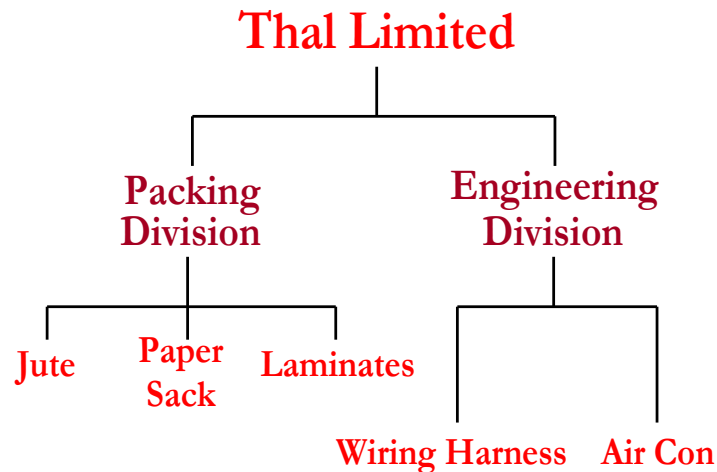 Thal Limited
Packing
Division
Engineering
Division
Jute
Paper
Sack
Laminates
Wiring Harness
Air Con